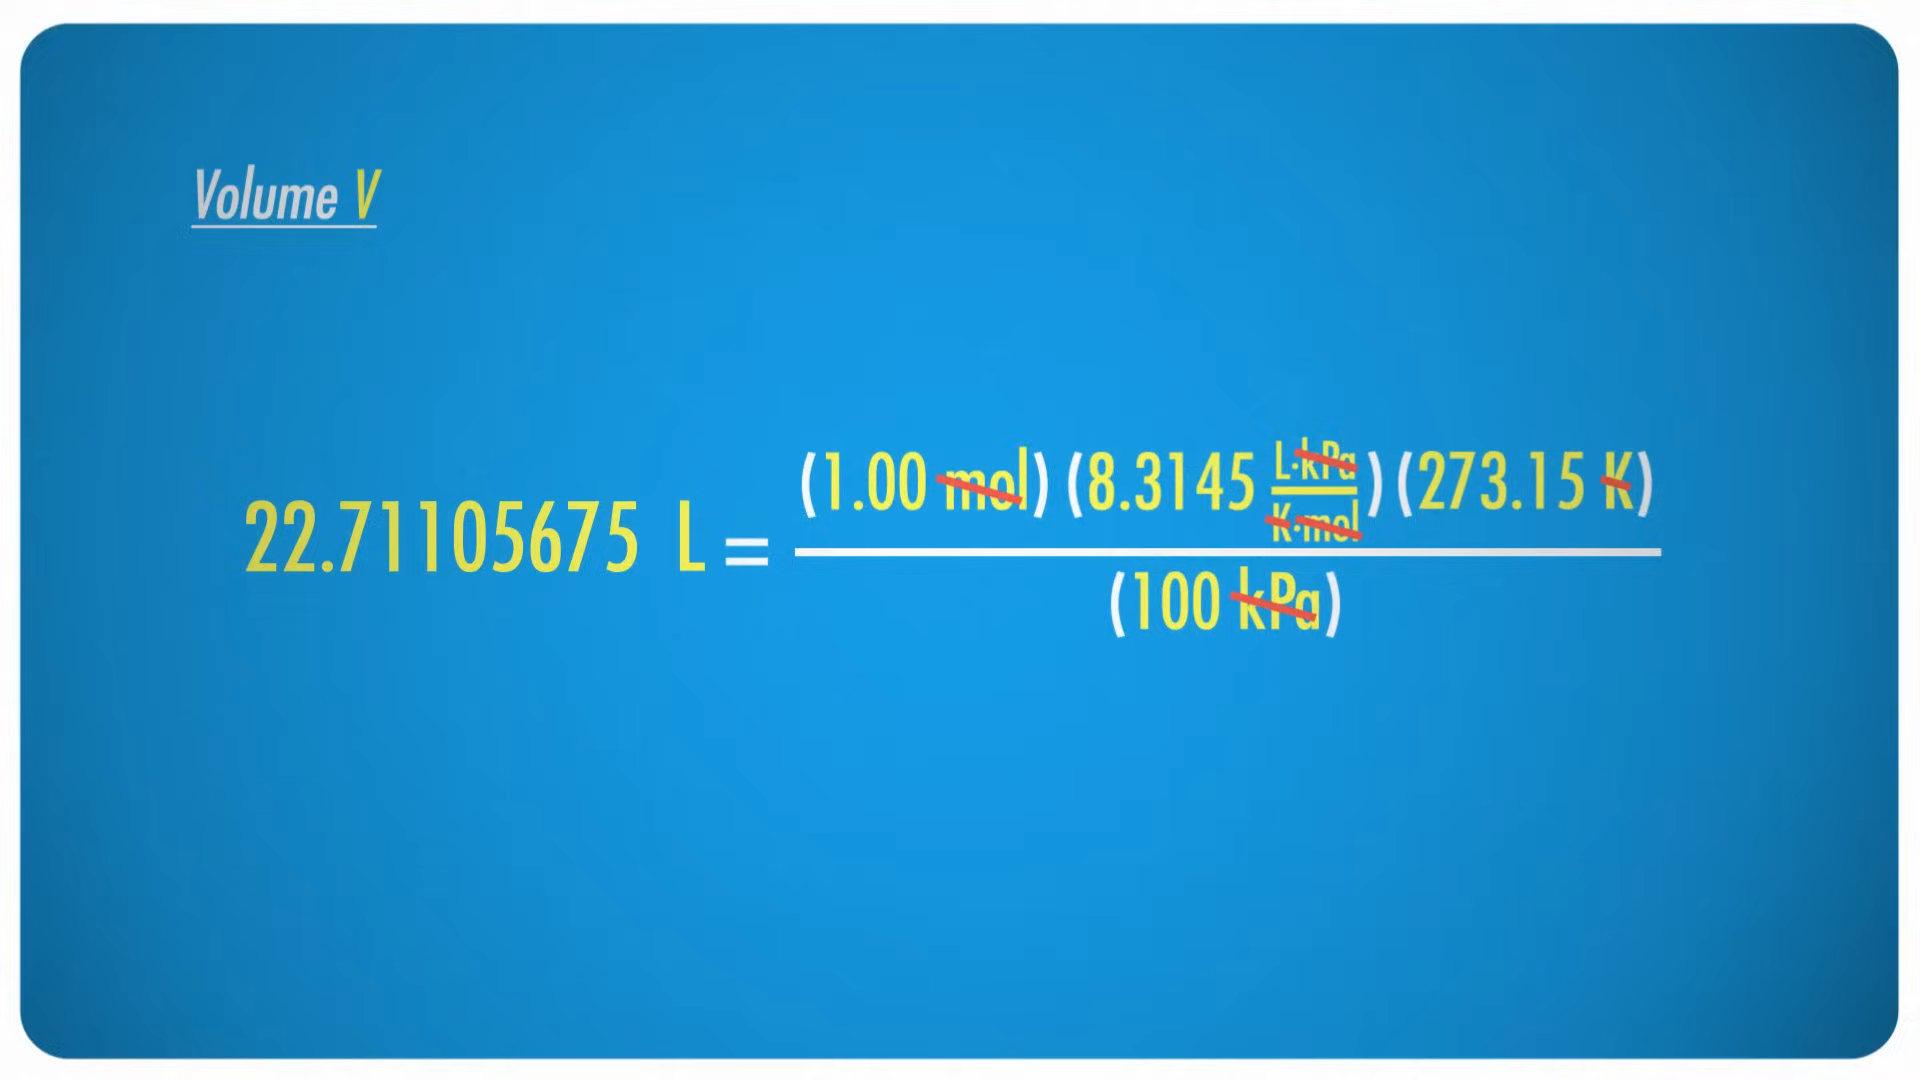 Volume V
22.71105675 L = (1.00 mol) (8.3145 L·kPa/K·mol) (273.15 K)
(100 kPa)